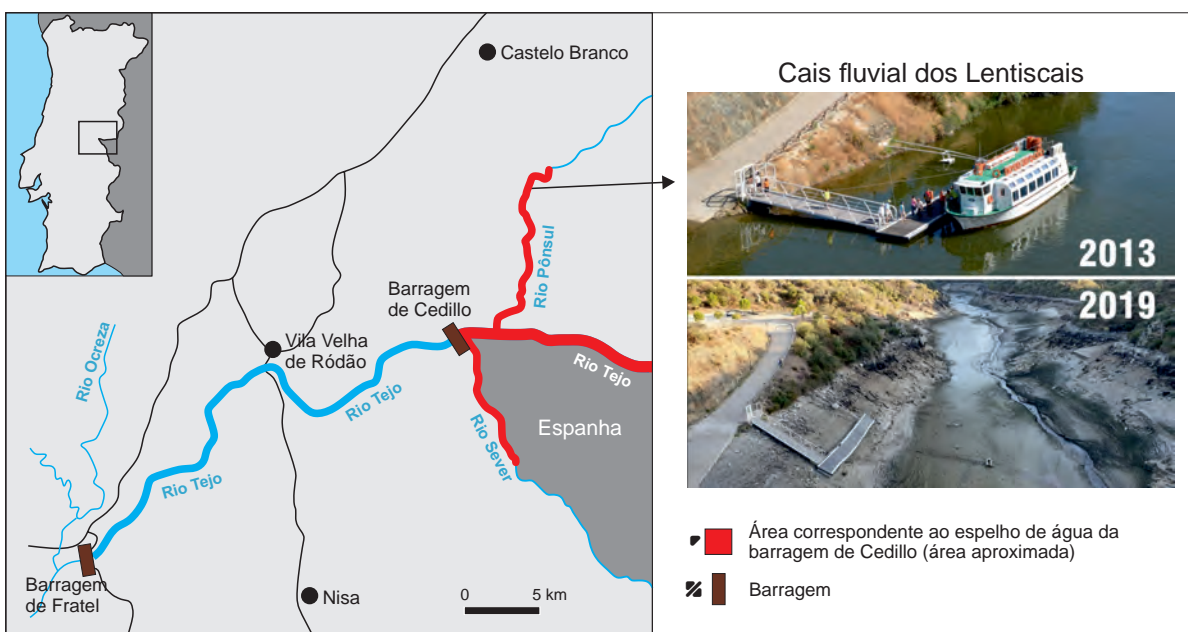 Castelo Branco
Rio Pônsul
Barragem
de Cedillo
Rio Ocreza
Vila Velha
de Ródão
Rio Tejo
Rio Tejo
Rio Tejo
Rio Sever
Espanha
Barragem
de Fratel
Nisa
0 5 km
Cais fluvial dos Lentiscais
2013
2019
Área correspondente ao espelho de água da
barragem de Cedillo (área aproximada)
Barragem